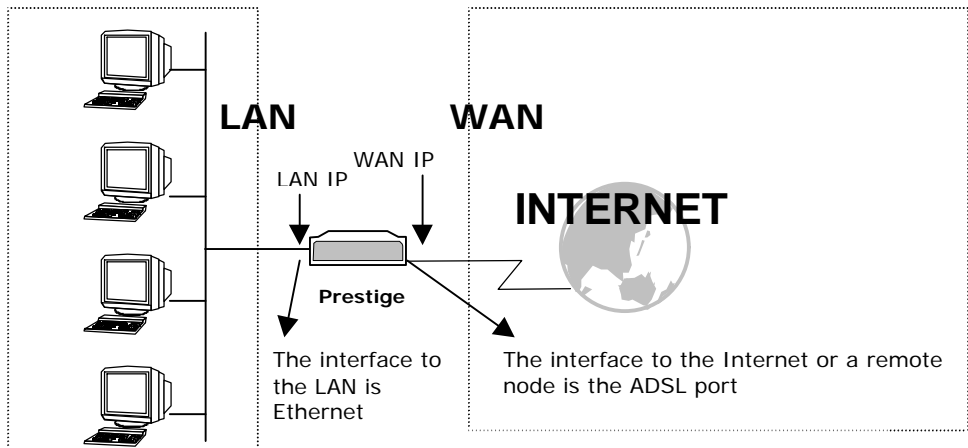 LAN
WAN
WAN IP
LAN IP
INTERNET
Prestige
The interface to
the LAN is
Ethernet
The interface to the Internet or a remote
node is the ADSL port